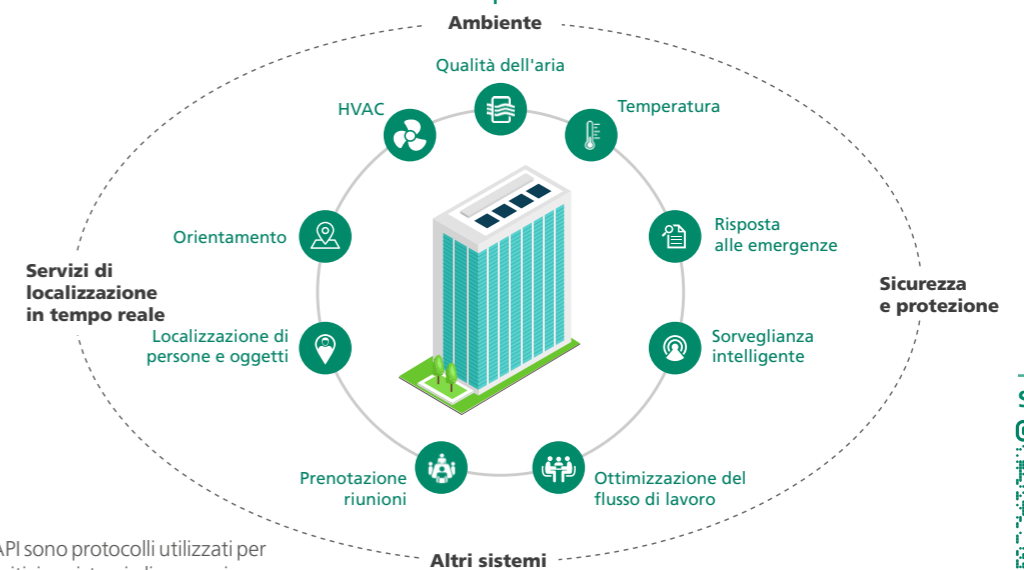 Ambiente
Qualità dell'aria
HVAC
Temperatura
Orientamento
Risposta
alle emergenze
Servizi di
localizzazione
in tempo reale
Sicurezza
e protezione
Localizzazione di
persone e oggetti
Sorveglianza
intelligente
Prenotazione
riunioni
Ottimizzazione del
flusso di lavoro
API sono protocolli utilizzati per
Altri sistemi